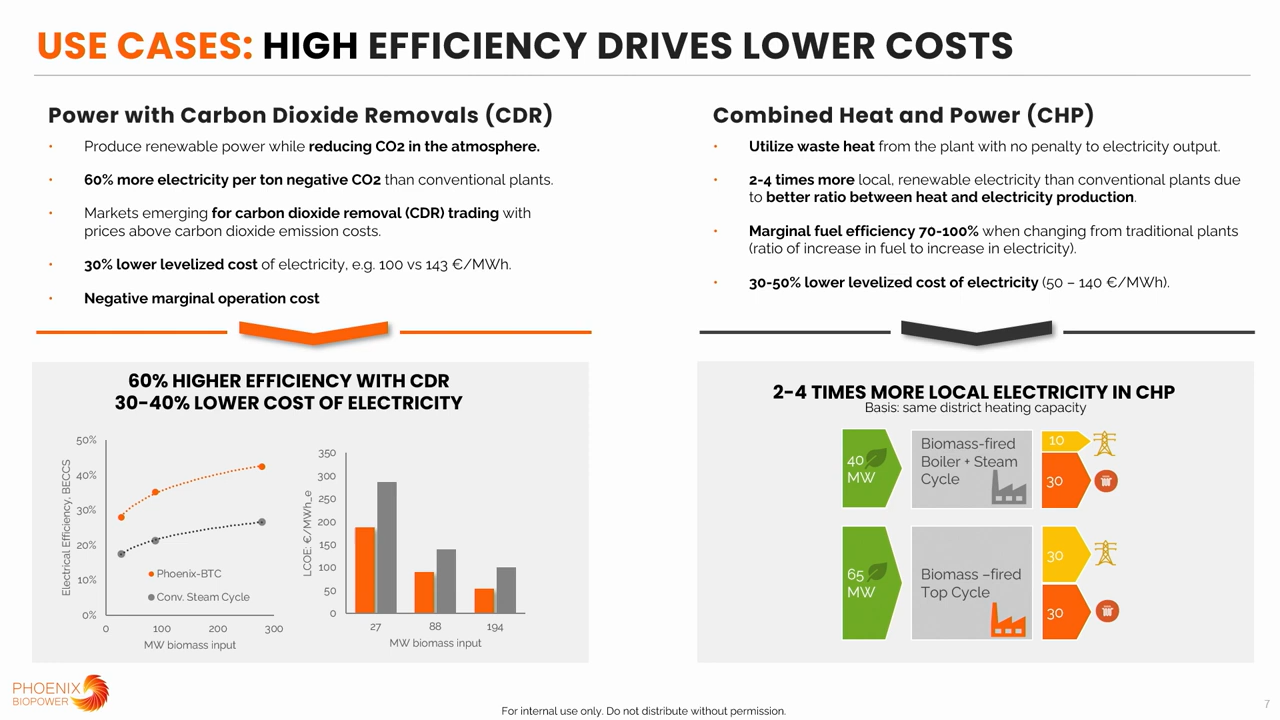 USE CASES: HIGH EFFICIENCY DRIVES LOWER COSTS
Power with Carbon Dioxide Removals (CDR)
• Produce renewable power while reducing CO2 in the atmosphere.
• 60% more electricity per ton negative CO2 than conventional plants.
• Markets emerging for carbon dioxide removal (CDR) trading with
prices above carbon dioxide emission costs.
• 30% lower levelized cost of electricity, e.g. 100 vs 143 €/MWh.
• Negative marginal operation cost
60% HIGHER EFFICIENCY WITH CDR
30-40% LOWER COST OF ELECTRICITY
Electrical Efficiency, BECCS
50%
40%
30%
20%
10%
0%
Phoenix-BTC
Conv. Steam Cycle
0 100 200 300
MW biomass input
LCOE: €/MWh_e
350
300
250
200
150
100
50
0
27 88 194
MW biomass input
Combined Heat and Power (CHP)
• Utilize waste heat from the plant with no penalty to electricity output.
• 2-4 times more local, renewable electricity than conventional plants due
to better ratio between heat and electricity production.
• Marginal fuel efficiency 70-100% when changing from traditional plants
(ratio of increase in fuel to increase in electricity).
• 30-50% lower levelized cost of electricity (50 – 140 €/MWh).
2-4 TIMES MORE LOCAL ELECTRICITY IN CHP
Basis: same district heating capacity
40
MW
Biomass-fired
Boiler + Steam
Cycle
10
30
65
MW
Biomass –fired
Top Cycle
30
30
PHOENIX
BIOPOWER
For internal use only. Do not distribute without permission.
7